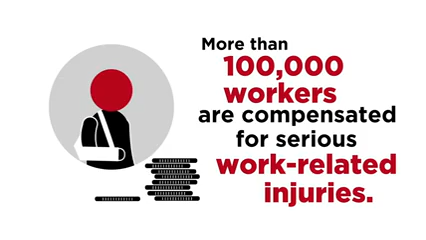 More than
100,000
workers
are compensated
for serious
work-related
injuries.